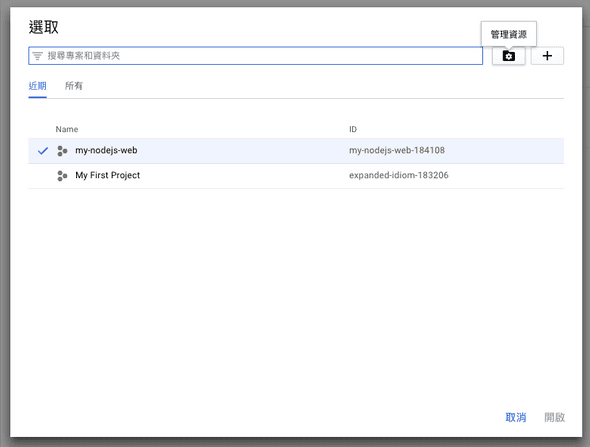 選取
管理資源
搜尋專案和資料夾
近期 所有
Name ID
my-nodejs-web my-nodejs-web-184108
My First Project expanded-idiom-183206
取消 開啟